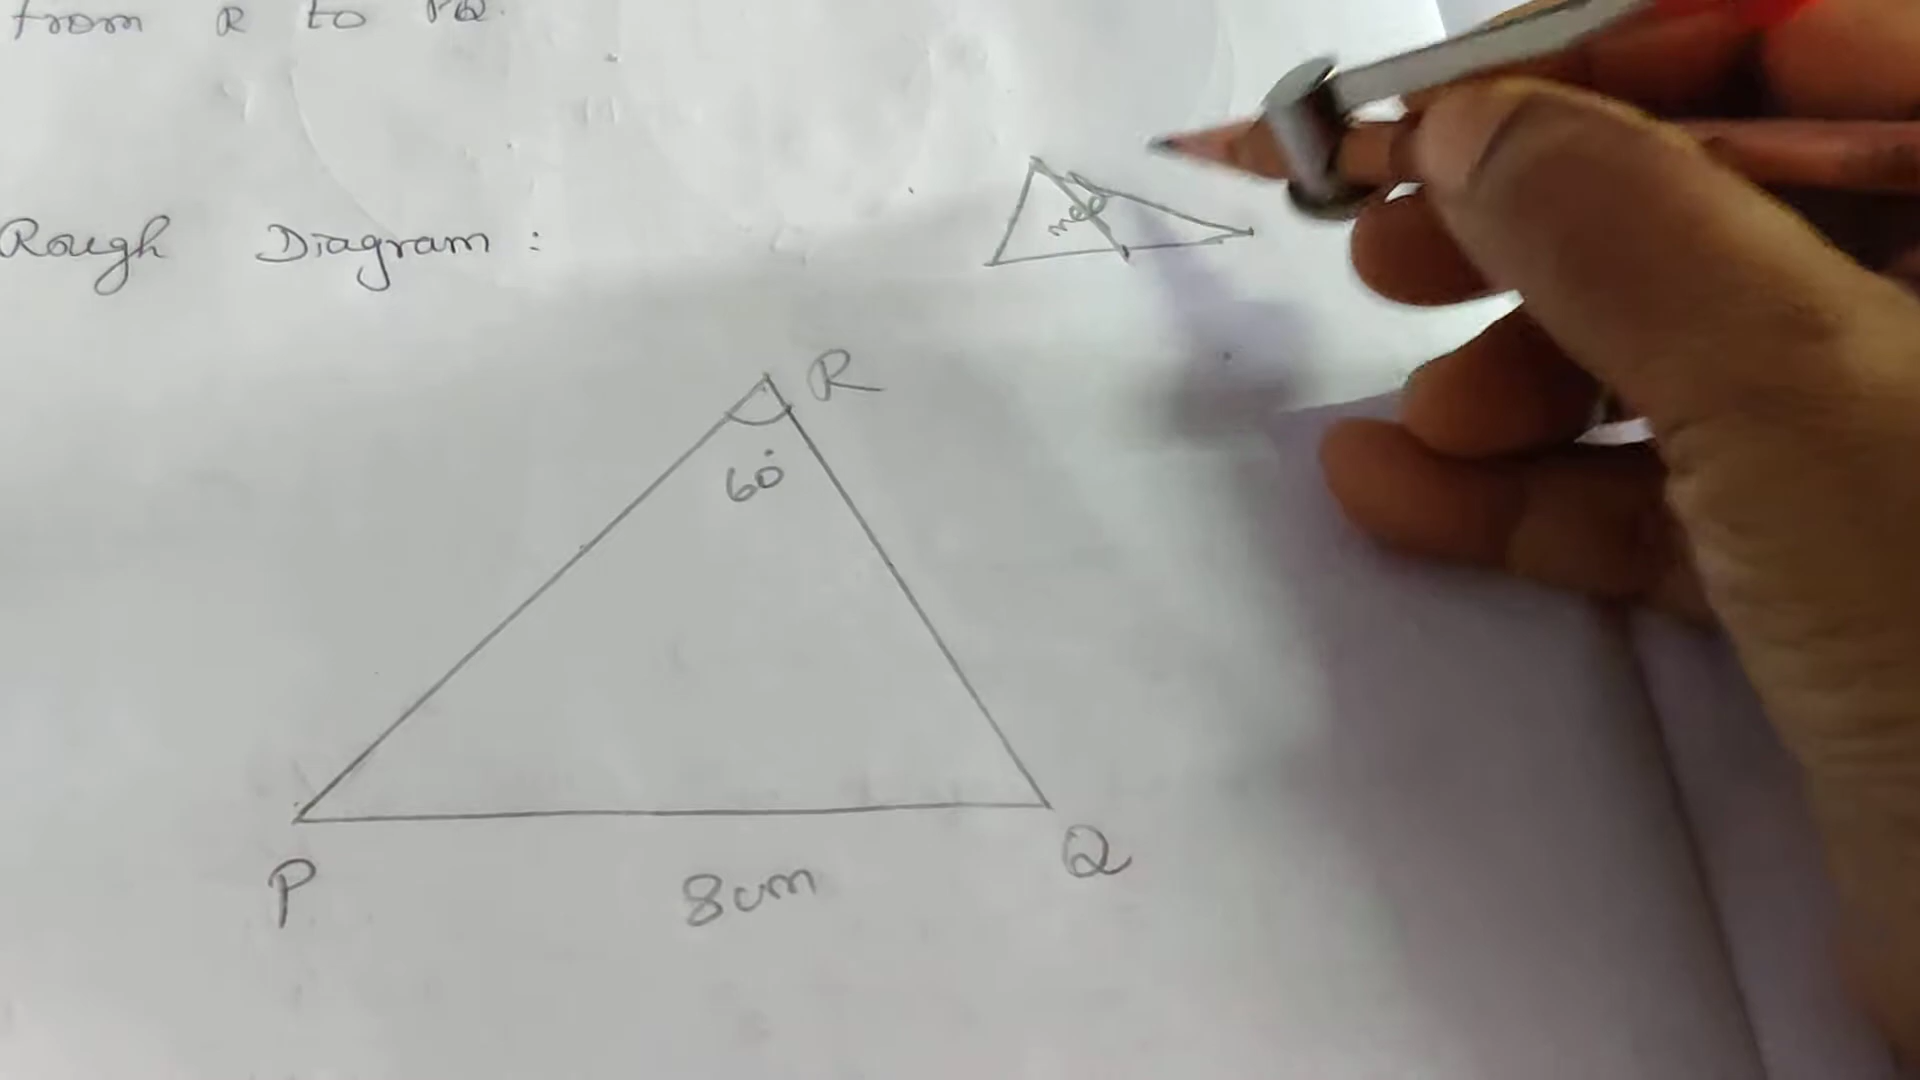 from R to PQ.
Rough Diagram :
R
60°
P
Q
8cm